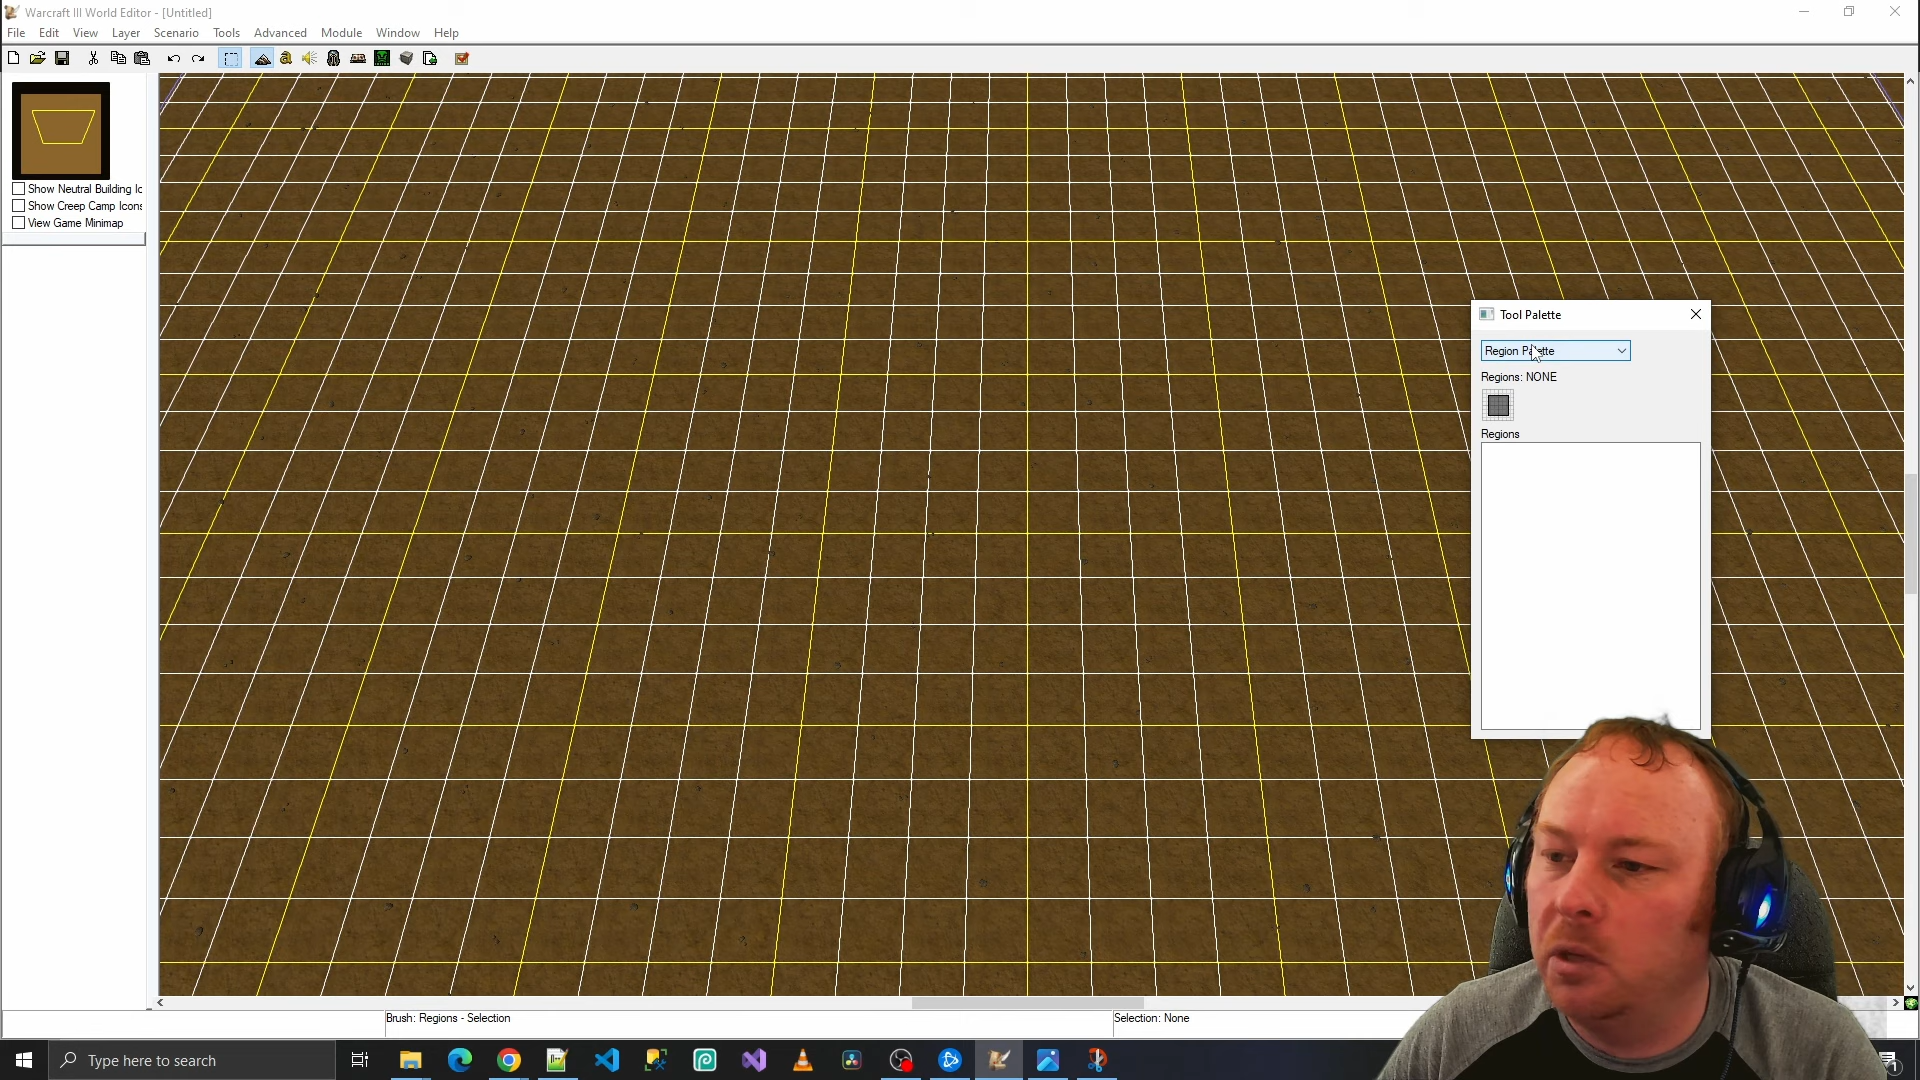 Warcraft III World Editor - [Untitled]
File Edit View Layer Scenario Tools Advanced Module Window Help
Show Neutral Building Ic
Show Creep Camp Icons
View Game Minimap
Tool Palette
Region Palette
Regions: NONE
Regions
Brush: Regions - Selection
Selection: None
Type here to search
1